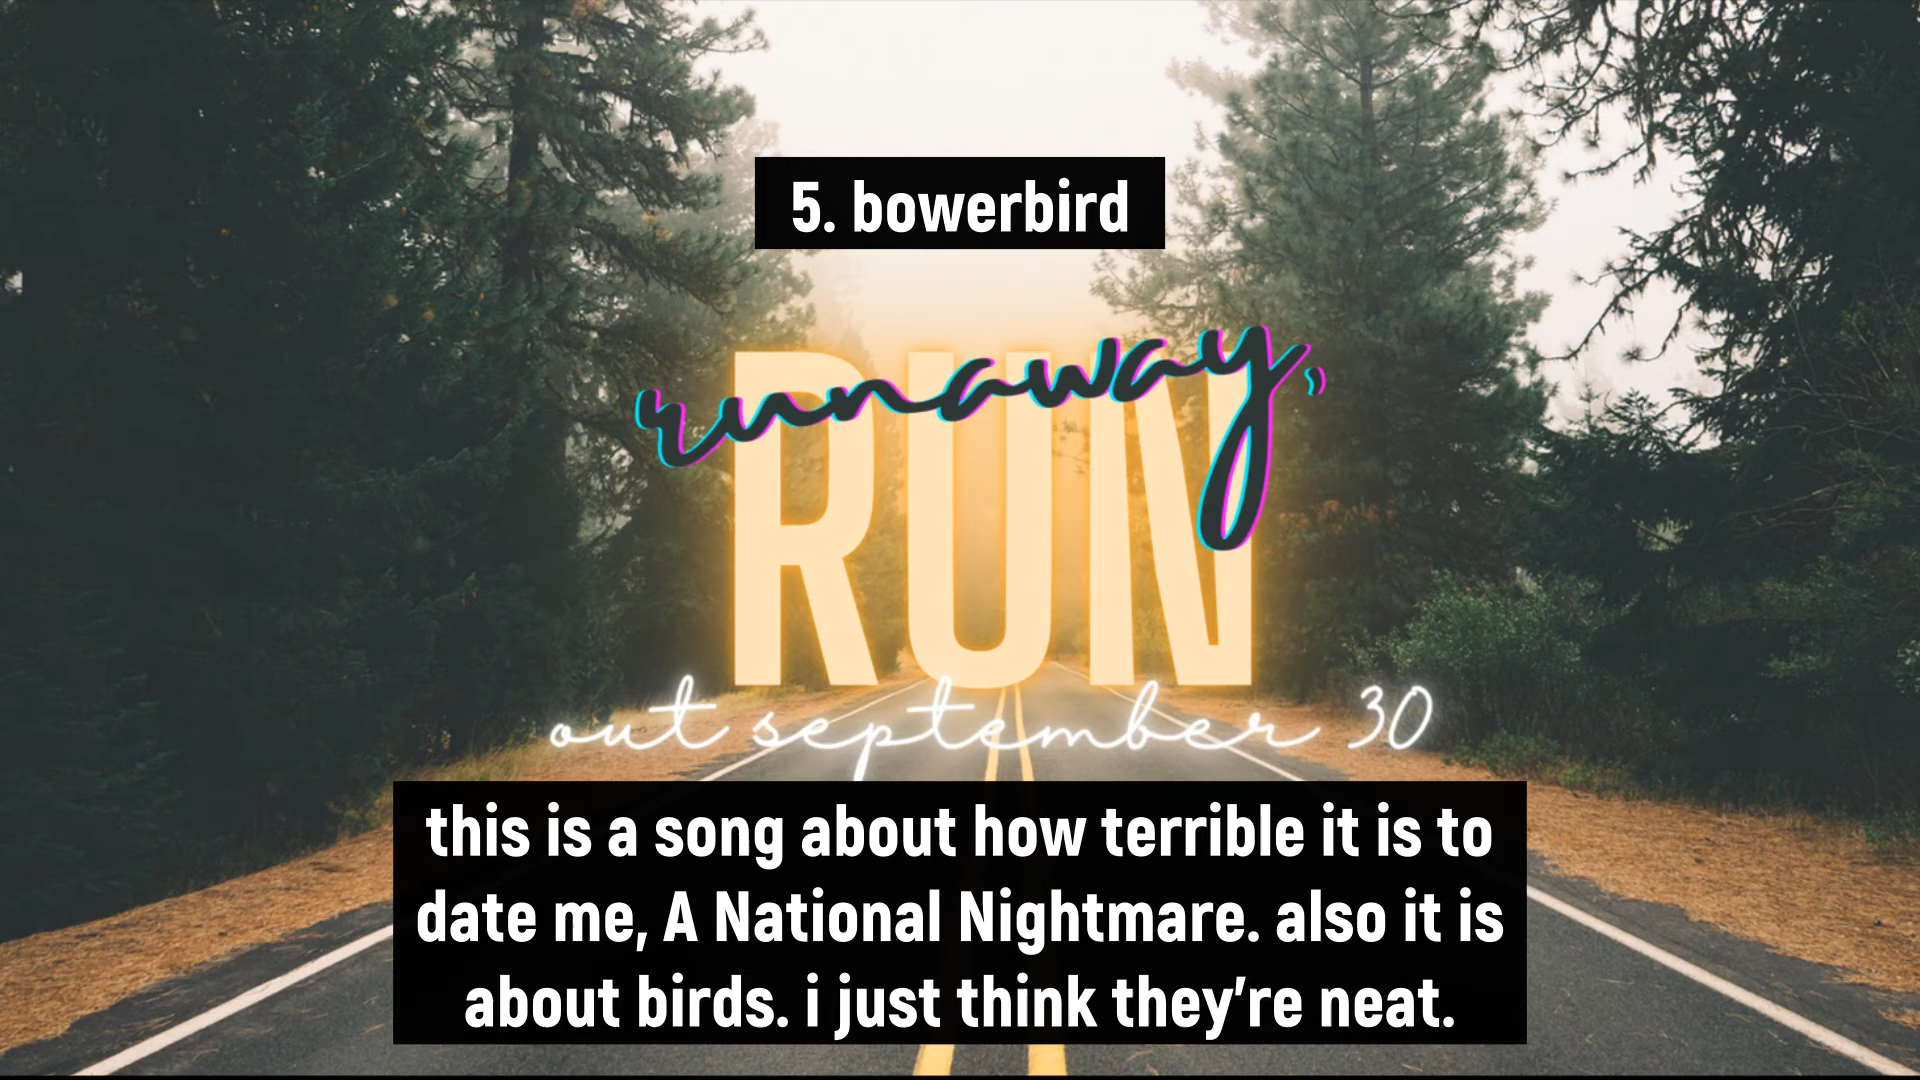 5. bowerbird
runaway,
RUN
out september 30
this is a song about how terrible it is to
date me, A National Nightmare. also it is
about birds. i just think they’re neat.